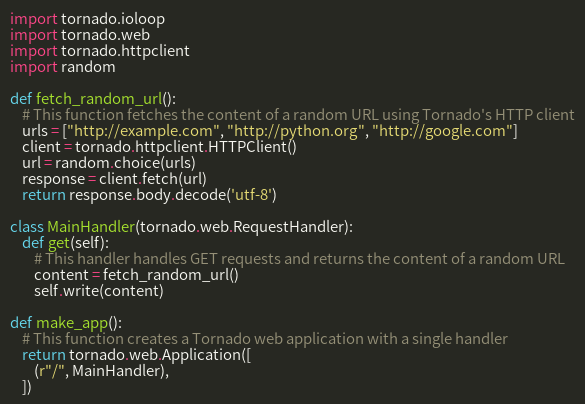 import tornado.ioloop
import tornado.web
import tornado.httpclient
import random

def fetch_random_url():
    # This function fetches the content of a random URL using Tornado's HTTP client
    urls = ["http://example.com", "http://python.org", "http://google.com"]
    client = tornado.httpclient.HTTPClient()
    url = random.choice(urls)
    response = client.fetch(url)
    return response.body.decode('utf-8')

class MainHandler(tornado.web.RequestHandler):
    def get(self):
        # This handler handles GET requests and returns the content of a random URL
        content = fetch_random_url()
        self.write(content)

def make_app():
    # This function creates a Tornado web application with a single handler
    return tornado.web.Application([
        (r"/", MainHandler),
    ])